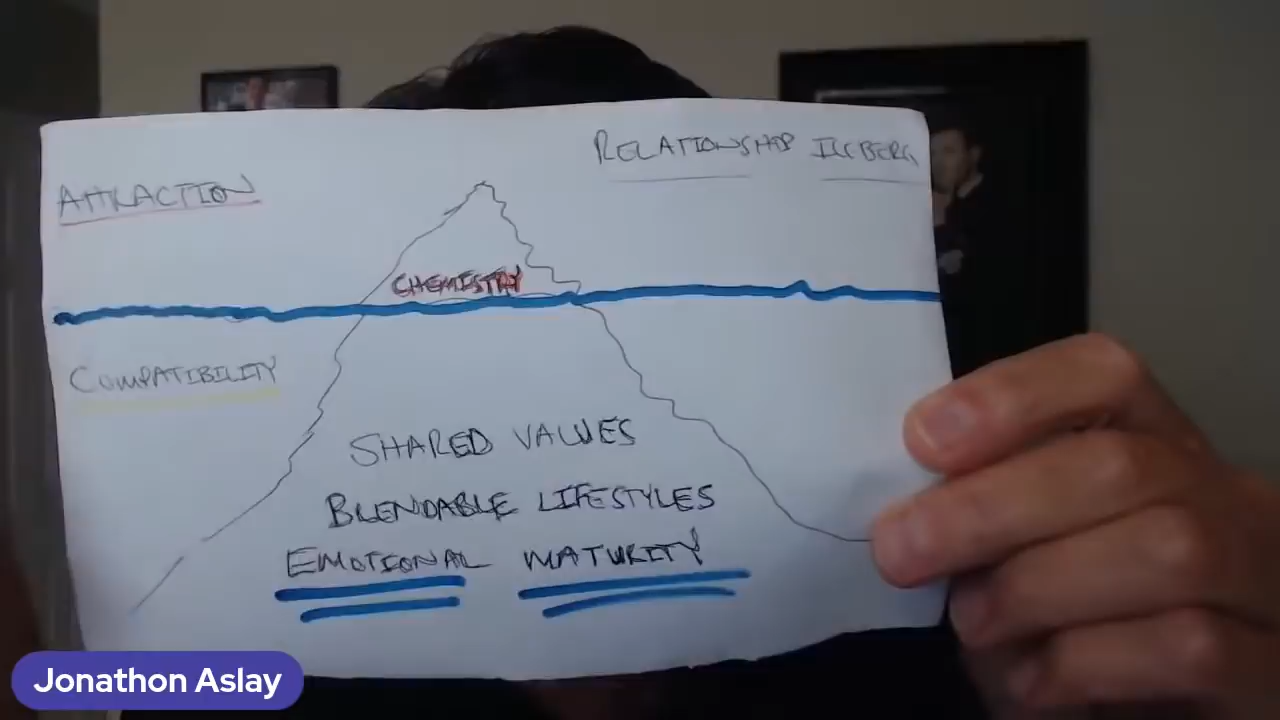 RELATIONSHIP ICEBERG
ATTRACTION
CHEMISTRY
COMPATIBILITY
SHARED VALUES
BLENDABLE LIFESTYLES
EMOTIONAL MATURITY
Jonathon Aslay